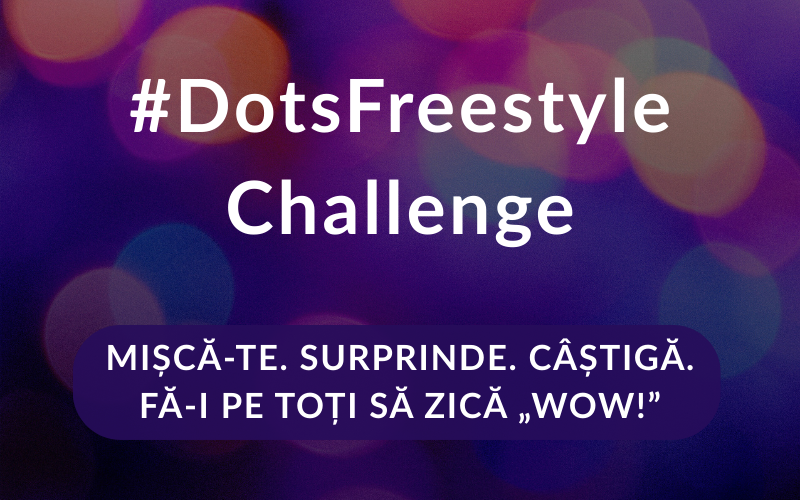 #DotsFreestyle
Challenge
MIȘCĂ-TE. SURPRINDE. CÂȘTIGĂ.
FĂ-I PE TOȚI SĂ ZICĂ „WOW!”